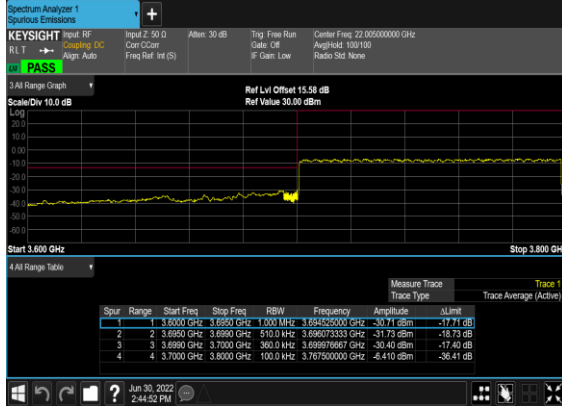 Spectrum Analyzer 1
Spurious Emissions
KEYSIGHT Input: RF Input Z: 50 Ω Atten: 30 dB Trig: Free Run Center Freq: 22.005000000 GHz
RLT Coupling: DC Corr CCorr Gate: Off Avg|Hold: 100/100
Align: Auto Freq Ref: Int (S) IF Gain: Low Radio Std: None
PASS
3 All Range Graph
Ref Lvl Offset 15.58 dB
Scale/Div 10.0 dB Ref Value 30.00 dBm
Log
20.0
10.0
0.00
-10.0
-20.0
-30.0
-40.0
-50.0
-60.0
Start 3.600 GHz Stop 3.800 GH
4 All Range Table
Measure Trace Trace 1
Trace Type Trace Average (Active)
Spur Range Start Freq Stop Freq RBW Frequency Amplitude ΔLimit
1 1 3.6000 GHz 3.6950 GHz 1.000 MHz 3.694525000 GHz -30.71 dBm -17.71 dB
2 2 3.6950 GHz 3.6990 GHz 510.0 kHz 3.696073333 GHz -31.73 dBm -18.73 dB
3 3 3.6990 GHz 3.7000 GHz 360.0 kHz 3.699976667 GHz -30.40 dBm -17.40 dB
4 4 3.7000 GHz 3.8000 GHz 100.0 kHz 3.767500000 GHz -6.410 dBm -36.41 dB
Jun 30, 2022
2:44:52 PM